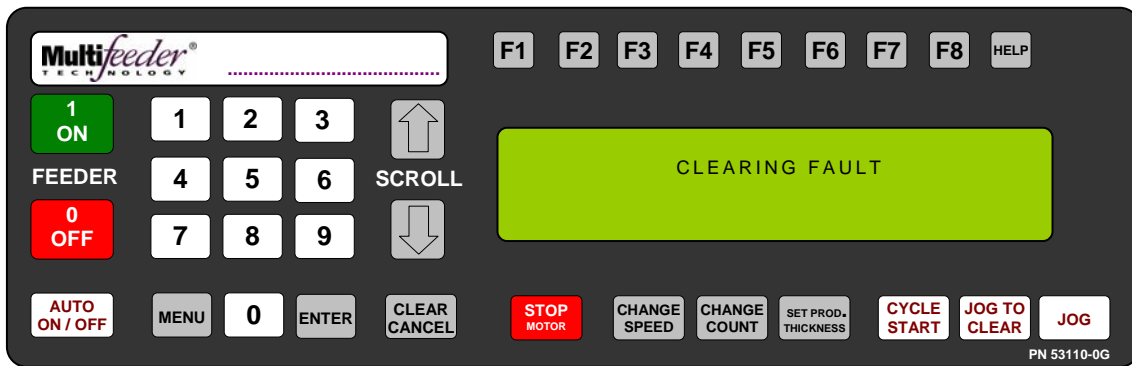 Multifeeder®
TECHNOLOGY
F1 F2 F3 F4 F5 F6 F7 F8 HELP
1
ON
1 2 3
CLEARING FAULT
FEEDER
4 5 6
SCROLL
0
OFF
7 8 9
AUTO
ON / OFF
MENU
0
ENTER
CLEAR
CANCEL
STOP
MOTOR
CHANGE
SPEED
CHANGE
COUNT
SET PROD.
THICKNESS
CYCLE
START
JOG TO
CLEAR
JOG
PN 53110-0G